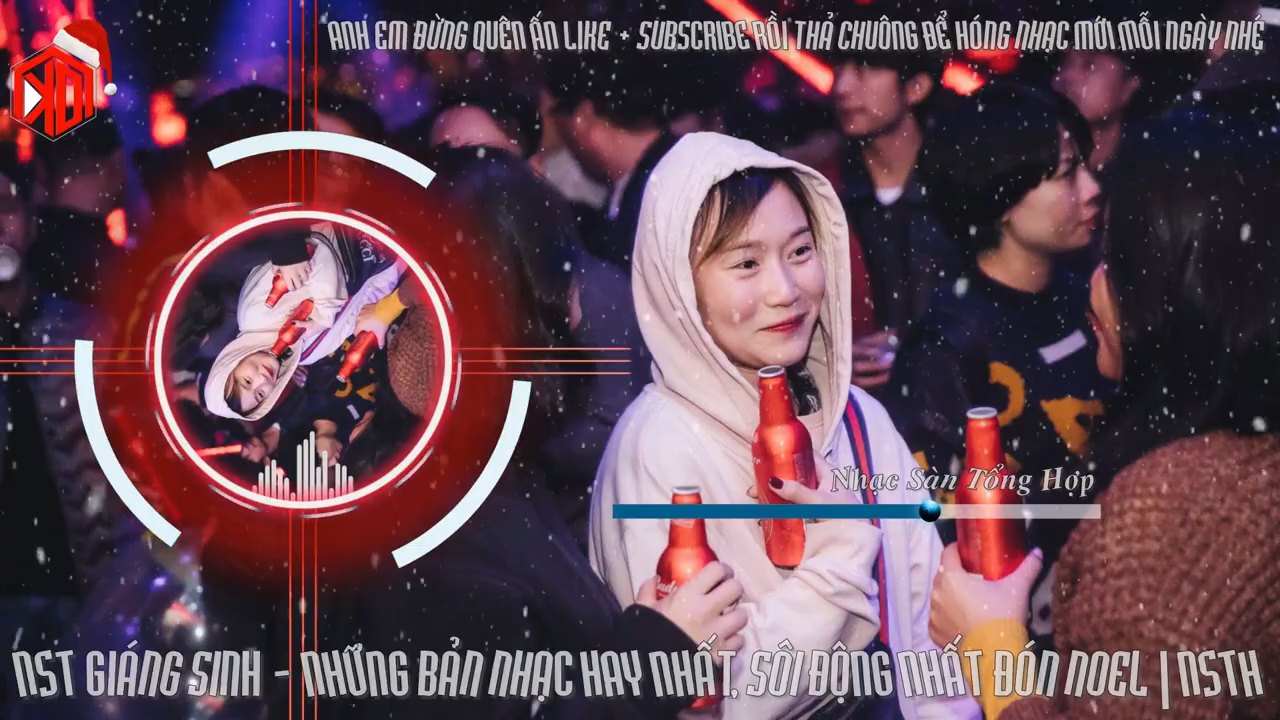 ANH EM ĐỪNG QUÊN ẤN LIKE + SUBSCRIBE RỒI THẢ CHUÔNG ĐỂ HÓNG NHẠC MỚI MỖI NGÀY NHÉ
Nhạc Sàn Tổng Hợp
NST GIÁNG SINH - NHỮNG BẢN NHẠC HAY NHẤT, SÔI ĐỘNG NHẤT ĐÓN NOEL | NSTH